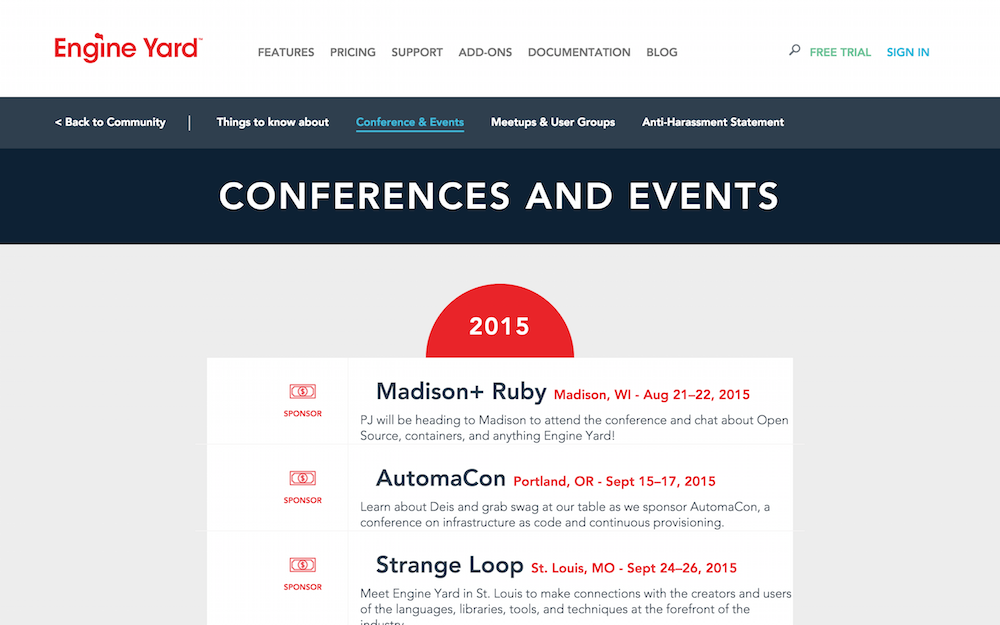 Engine Yard™
FEATURES PRICING SUPPORT ADD-ONS DOCUMENTATION BLOG FREE TRIAL SIGN IN
< Back to Community | Things to know about Conference & Events Meetups & User Groups Anti-Harassment Statement
CONFERENCES AND EVENTS
2015
Madison+ Ruby Madison, WI - Aug 21–22, 2015
SPONSOR
PJ will be heading to Madison to attend the conference and chat about Open
Source, containers, and anything Engine Yard!
AutomaCon Portland, OR - Sept 15–17, 2015
SPONSOR
Learn about Deis and grab swag at our table as we sponsor AutomaCon, a
conference on infrastructure as code and continuous provisioning.
Strange Loop St. Louis, MO - Sept 24–26, 2015
SPONSOR
Meet Engine Yard in St. Louis to make connections with the creators and users
of the languages, libraries, tools, and techniques at the forefront of the
industry.